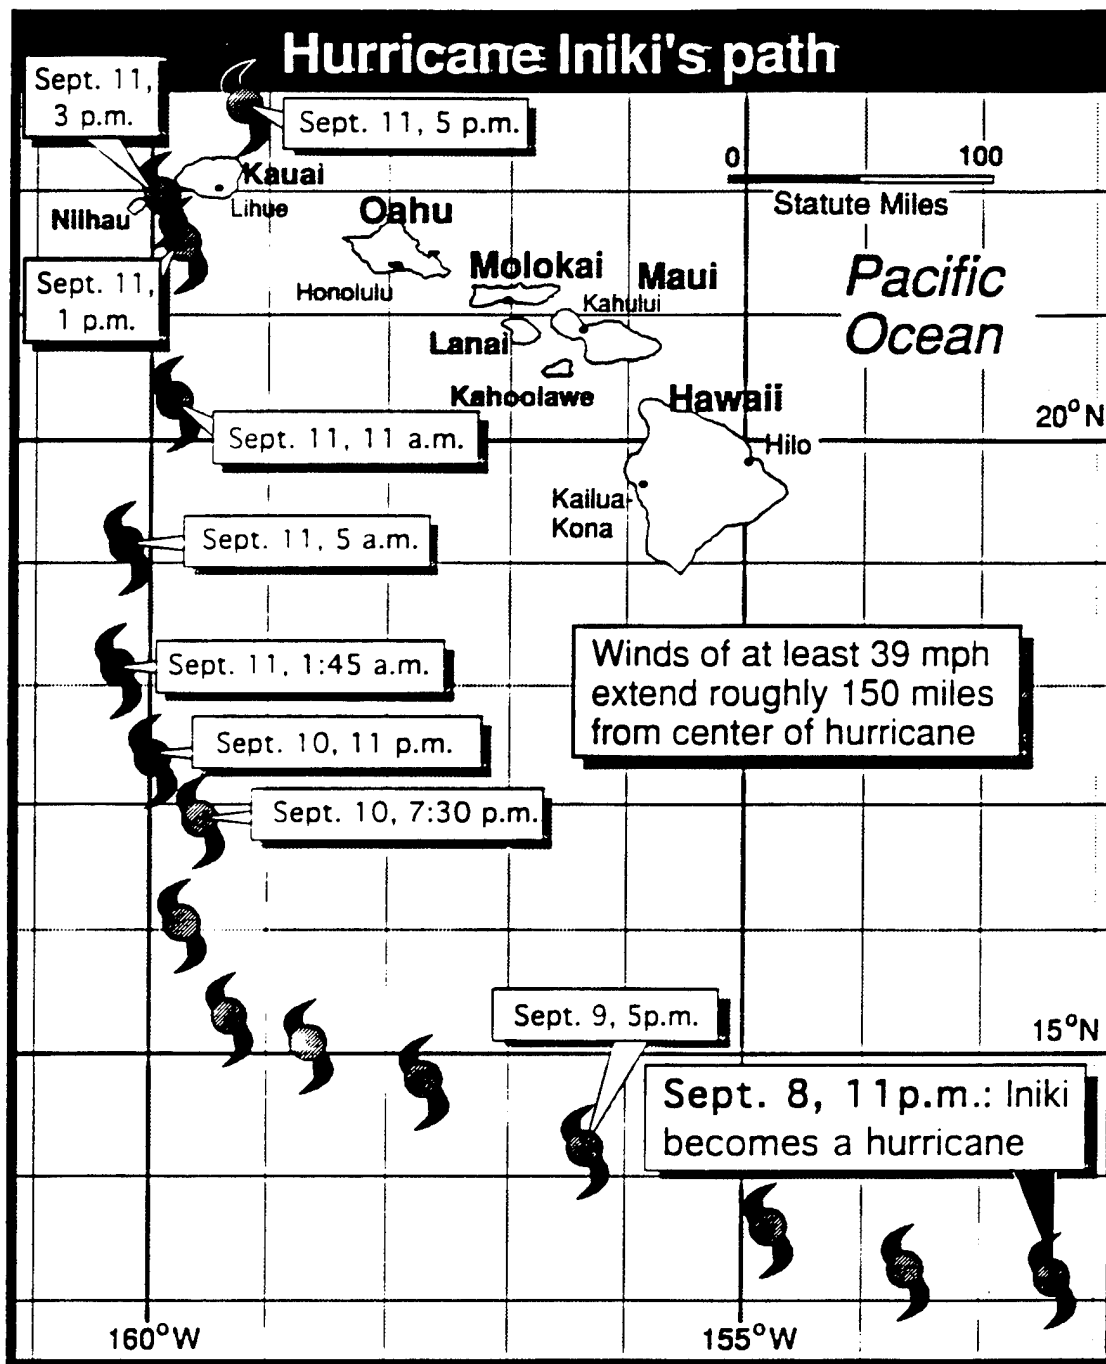 Hurricane Iniki's path
Sept. 11,
3 p.m.
Sept. 11, 5 p.m.
Kauai
Lihue
Niihau
0 100
Statute Miles
Oahu
Honolulu
Molokai
Maui
Kahului
Lanai
Kahoolawe
Pacific
Ocean
Sept. 11,
1 p.m.
Hawaii
20°N
Sept. 11, 11 a.m.
Hilo
Kailua-
Kona
Sept. 11, 5 a.m.
Sept. 11, 1:45 a.m.
Winds of at least 39 mph
extend roughly 150 miles
from center of hurricane
Sept. 10, 11 p.m.
Sept. 10, 7:30 p.m.
Sept. 9, 5p.m.
15°N
Sept. 8, 11p.m.: Iniki
becomes a hurricane
160°W
155°W